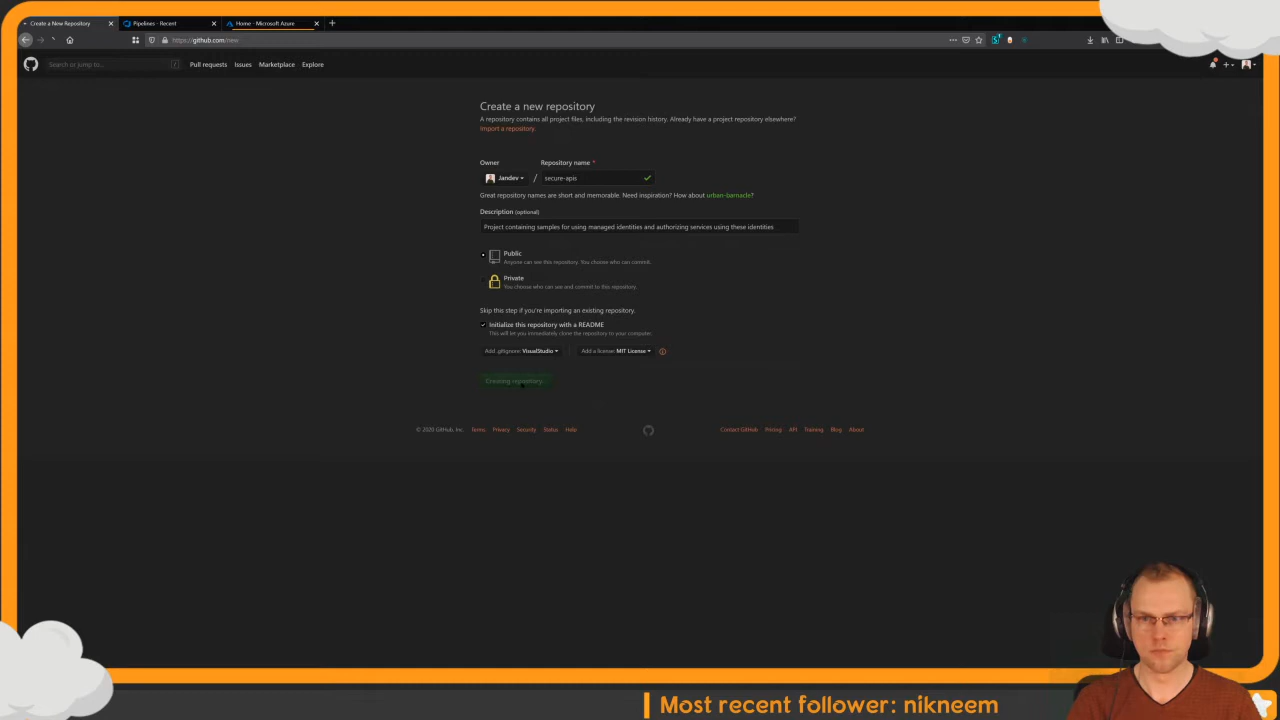 Create a New Repository
Pipelines - Recent
Home - Microsoft Azure
https://github.com/new
Search or jump to...
/
Pull requests
Issues
Marketplace
Explore
Create a new repository
A repository contains all project files, including the revision history. Already have a project repository elsewhere?
Import a repository.
Owner
Repository name *
Jandev
/
secure-apis
Great repository names are short and memorable. Need inspiration? How about urban-barnacle?
Description (optional)
Project containing samples for using managed identities and authorizing services using these identities
Public
Anyone can see this repository. You choose who can commit.
Private
You choose who can see and commit to this repository.
Skip this step if you're importing an existing repository.
Initialize this repository with a README
This will let you immediately clone the repository to your computer.
Add .gitignore: VisualStudio
Add a license: MIT License
Creating repository
© 2020 GitHub, Inc.
Terms
Privacy
Security
Status
Help
Contact GitHub
Pricing
API
Training
Blog
About
Most recent follower: nikneem